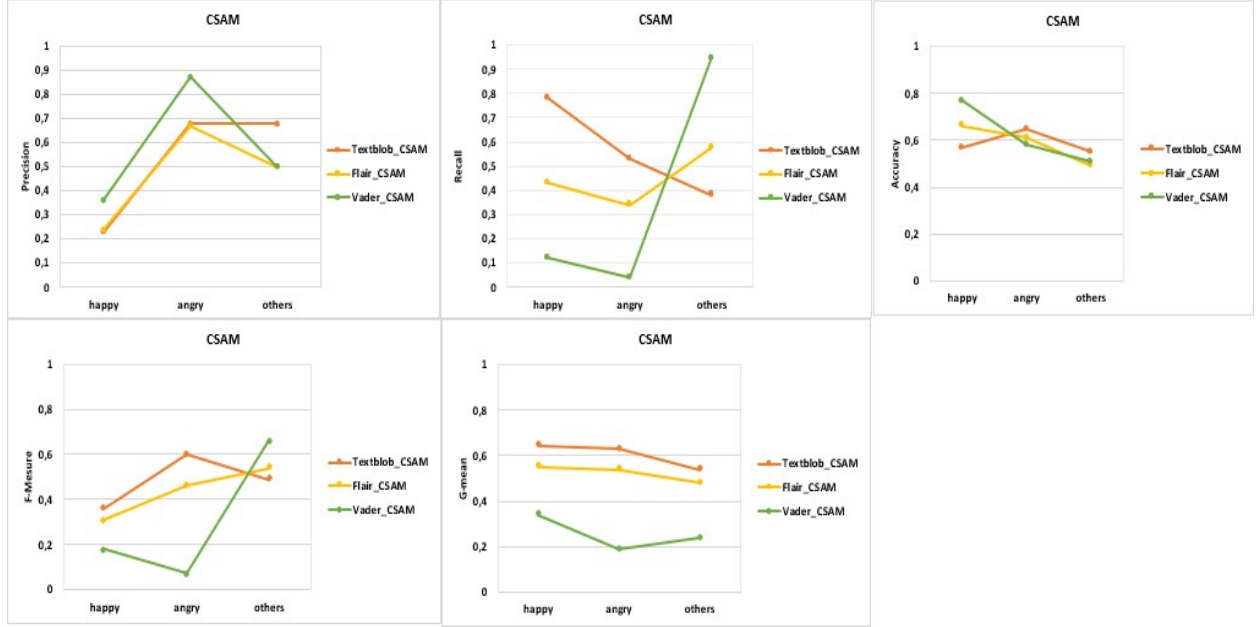 CSAM
1
0,9
0,8
0,7
0,6
0,5
0,4
0,3
0,2
0,1
0
Precision
happy angry others
Textblob_CSAM
Flair_CSAM
Vader_CSAM
CSAM
1
0,9
0,8
0,7
0,6
0,5
0,4
0,3
0,2
0,1
0
Recall
happy angry others
Textblob_CSAM
Flair_CSAM
Vader_CSAM
CSAM
1
0,8
0,6
0,4
0,2
0
Accuracy
happy angry others
Textblob_CSAM
Flair_CSAM
Vader_CSAM
CSAM
1
0,8
0,6
0,4
0,2
0
F-Mesure
happy angry others
Textblob_CSAM
Flair_CSAM
Vader_CSAM
CSAM
1
0,8
0,6
0,4
0,2
0
G-mean
happy angry others
Textblob_CSAM
Flair_CSAM
Vader_CSAM